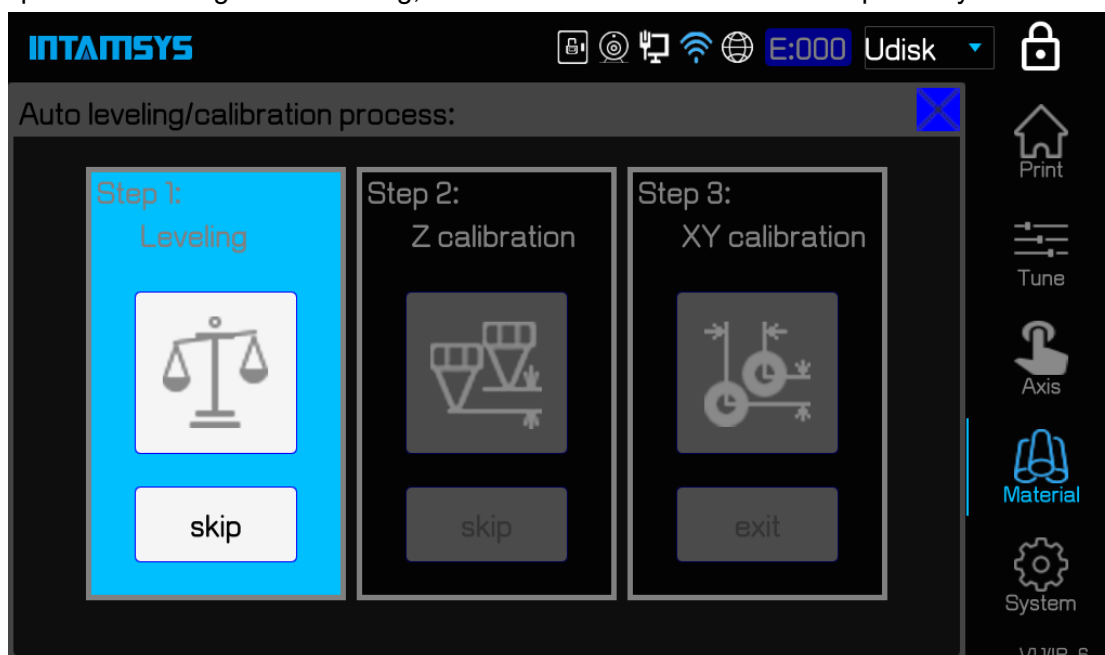 INTAMSYS E:000 Udisk
Auto leveling/calibration process:
Step 1:
Leveling
skip
Step 2:
Z calibration
skip
Step 3:
XY calibration
exit
Print
Tune
Axis
Material
System